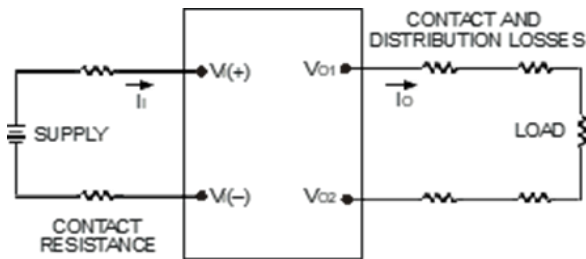 CONTACT AND
DISTRIBUTION LOSSES
VI(+)
VO1
II
IO
SUPPLY
LOAD
VI(–)
VO2
CONTACT
RESISTANCE